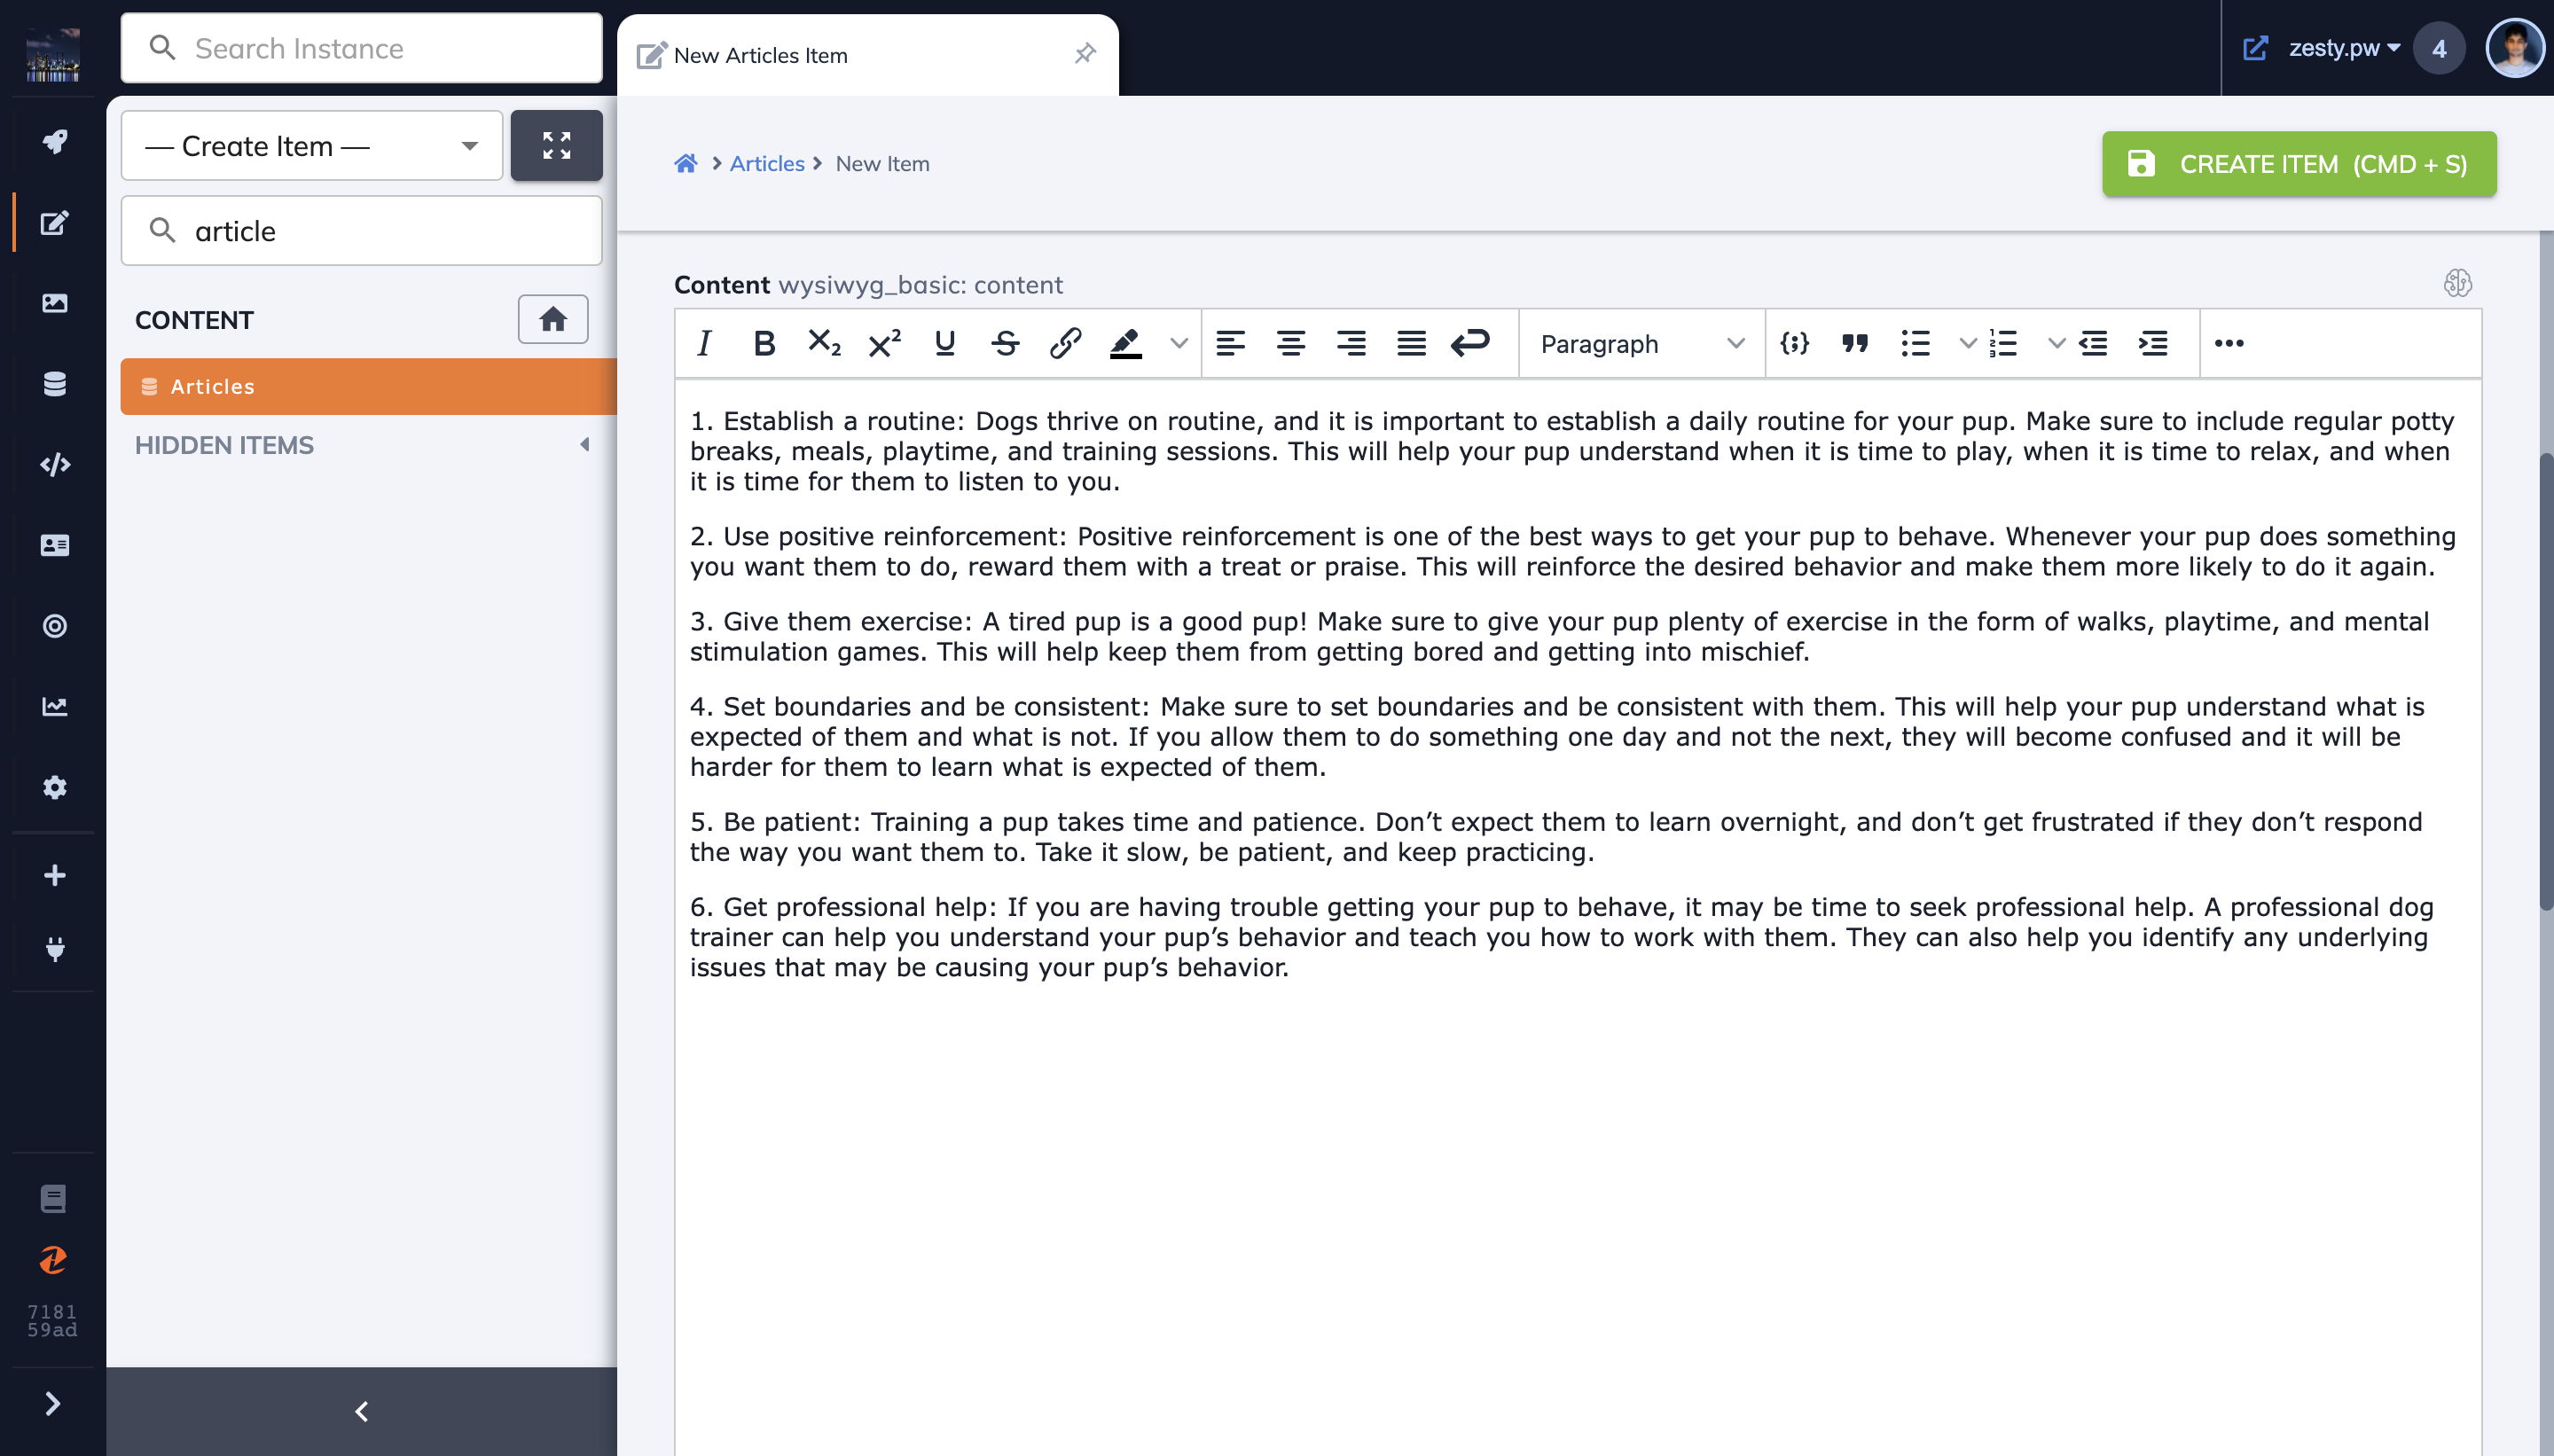 Search Instance
New Articles Item
zesty.pw
4
— Create Item —
article
CONTENT
Articles
HIDDEN ITEMS
Articles
New Item
CREATE ITEM (CMD + S)
Content wysiwyg_basic: content
Paragraph
1. Establish a routine: Dogs thrive on routine, and it is important to establish a daily routine for your pup. Make sure to include regular potty
breaks, meals, playtime, and training sessions. This will help your pup understand when it is time to play, when it is time to relax, and when
it is time for them to listen to you.
2. Use positive reinforcement: Positive reinforcement is one of the best ways to get your pup to behave. Whenever your pup does something
you want them to do, reward them with a treat or praise. This will reinforce the desired behavior and make them more likely to do it again.
3. Give them exercise: A tired pup is a good pup! Make sure to give your pup plenty of exercise in the form of walks, playtime, and mental
stimulation games. This will help keep them from getting bored and getting into mischief.
4. Set boundaries and be consistent: Make sure to set boundaries and be consistent with them. This will help your pup understand what is
expected of them and what is not. If you allow them to do something one day and not the next, they will become confused and it will be
harder for them to learn what is expected of them.
5. Be patient: Training a pup takes time and patience. Don’t expect them to learn overnight, and don’t get frustrated if they don’t respond
the way you want them to. Take it slow, be patient, and keep practicing.
6. Get professional help: If you are having trouble getting your pup to behave, it may be time to seek professional help. A professional dog
trainer can help you understand your pup’s behavior and teach you how to work with them. They can also help you identify any underlying
issues that may be causing your pup’s behavior.
7181
59ad